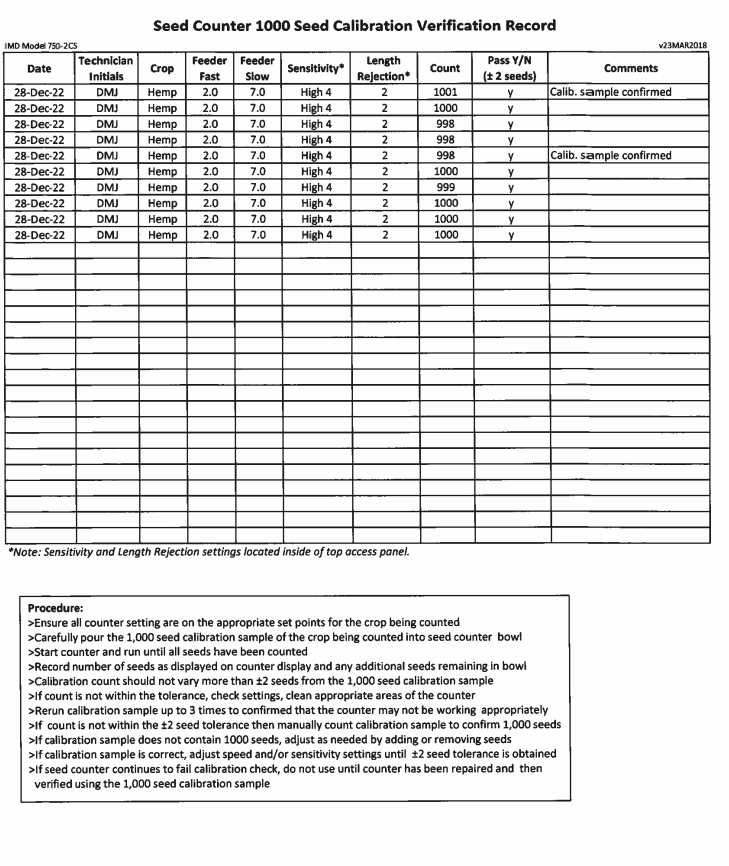 Seed Counter 1000 Seed Calibration Verification Record
IMD Model 750-2CS v23MAR2018
Date Technician Initials Crop Feeder Fast Feeder Slow Sensitivity* Length Rejection* Count Pass Y/N (± 2 seeds) Comments
28-Dec-22 DMJ Hemp 2.0 7.0 High 4 2 1001 y Calib. sample confirmed
28-Dec-22 DMJ Hemp 2.0 7.0 High 4 2 1000 y
28-Dec-22 DMJ Hemp 2.0 7.0 High 4 2 998 y
28-Dec-22 DMJ Hemp 2.0 7.0 High 4 2 998 y
28-Dec-22 DMJ Hemp 2.0 7.0 High 4 2 998 y Calib. sample confirmed
28-Dec-22 DMJ Hemp 2.0 7.0 High 4 2 1000 y
28-Dec-22 DMJ Hemp 2.0 7.0 High 4 2 999 y
28-Dec-22 DMJ Hemp 2.0 7.0 High 4 2 1000 y
28-Dec-22 DMJ Hemp 2.0 7.0 High 4 2 1000 y
28-Dec-22 DMJ Hemp 2.0 7.0 High 4 2 1000 y
*Note: Sensitivity and Length Rejection settings located inside of top access panel.
Procedure:
>Ensure all counter setting are on the appropriate set points for the crop being counted
>Carefully pour the 1,000 seed calibration sample of the crop being counted into seed counter bowl
>Start counter and run until all seeds have been counted
>Record number of seeds as displayed on counter display and any additional seeds remaining in bowl
>Calibration count should not vary more than ±2 seeds from the 1,000 seed calibration sample
>If count is not within the tolerance, check settings, clean appropriate areas of the counter
>Rerun calibration sample up to 3 times to confirmed that the counter may not be working appropriately
>If count is not within the ±2 seed tolerance then manually count calibration sample to confirm 1,000 seeds
>If calibration sample does not contain 1000 seeds, adjust as needed by adding or removing seeds
>If calibration sample is correct, adjust speed and/or sensitivity settings until ±2 seed tolerance is obtained
>If seed counter continues to fail calibration check, do not use until counter has been repaired and then
verified using the 1,000 seed calibration sample